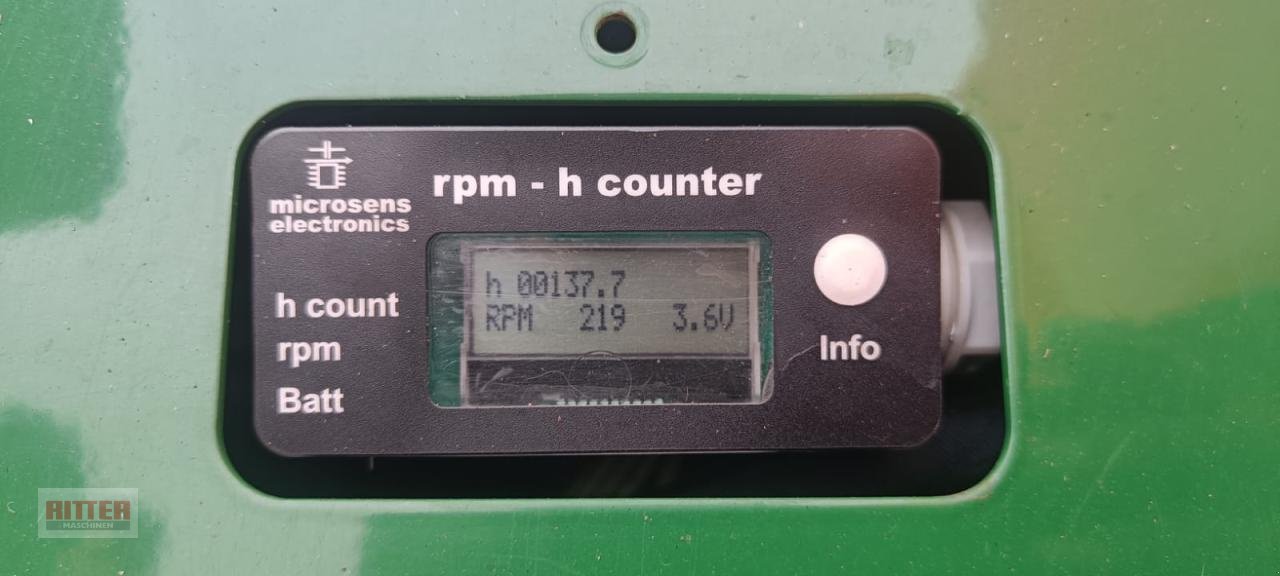 microsens
electronics
rpm - h counter
h 00137.7
RPM 219 3.6V
h count
rpm
Batt
Info
RITTER
MASCHINEN